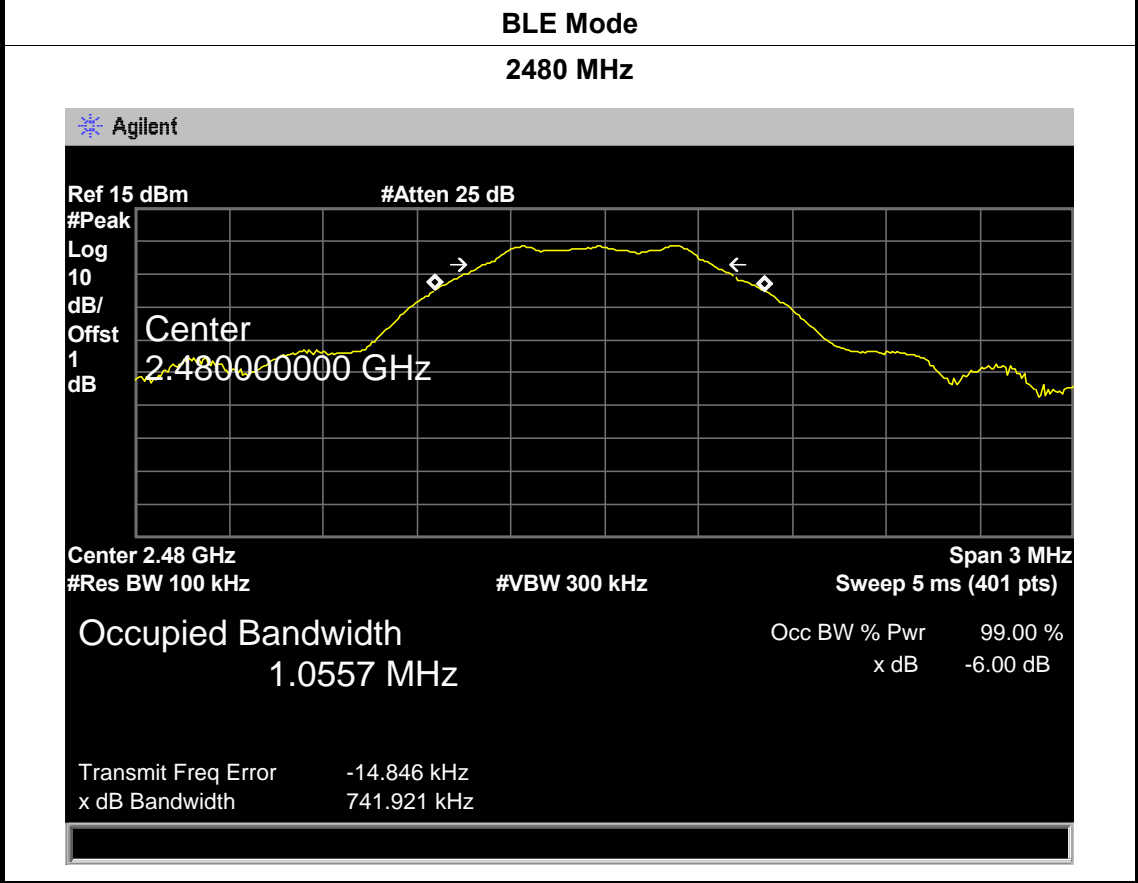 BLE Mode
2480 MHz
Agilent
Ref 15 dBm #Atten 25 dB
#Peak
Log
10
dB/
Offst
1
dB
Center
2.480000000 GHz
Center 2.48 GHz Span 3 MHz
#Res BW 100 kHz #VBW 300 kHz Sweep 5 ms (401 pts)
Occupied Bandwidth Occ BW % Pwr 99.00 %
1.0557 MHz x dB -6.00 dB
Transmit Freq Error -14.846 kHz
x dB Bandwidth 741.921 kHz